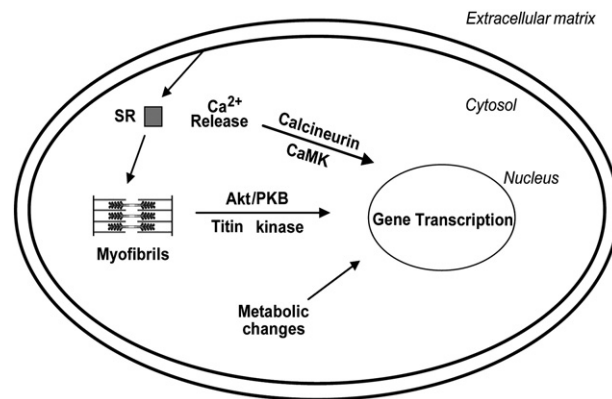 Extracellular matrix
Cytosol
SR
Ca2+
Release
Calcineurin
CaMK
Nucleus
Gene Transcription
Akt/PKB
Titin kinase
Myofibrils
Metabolic
changes